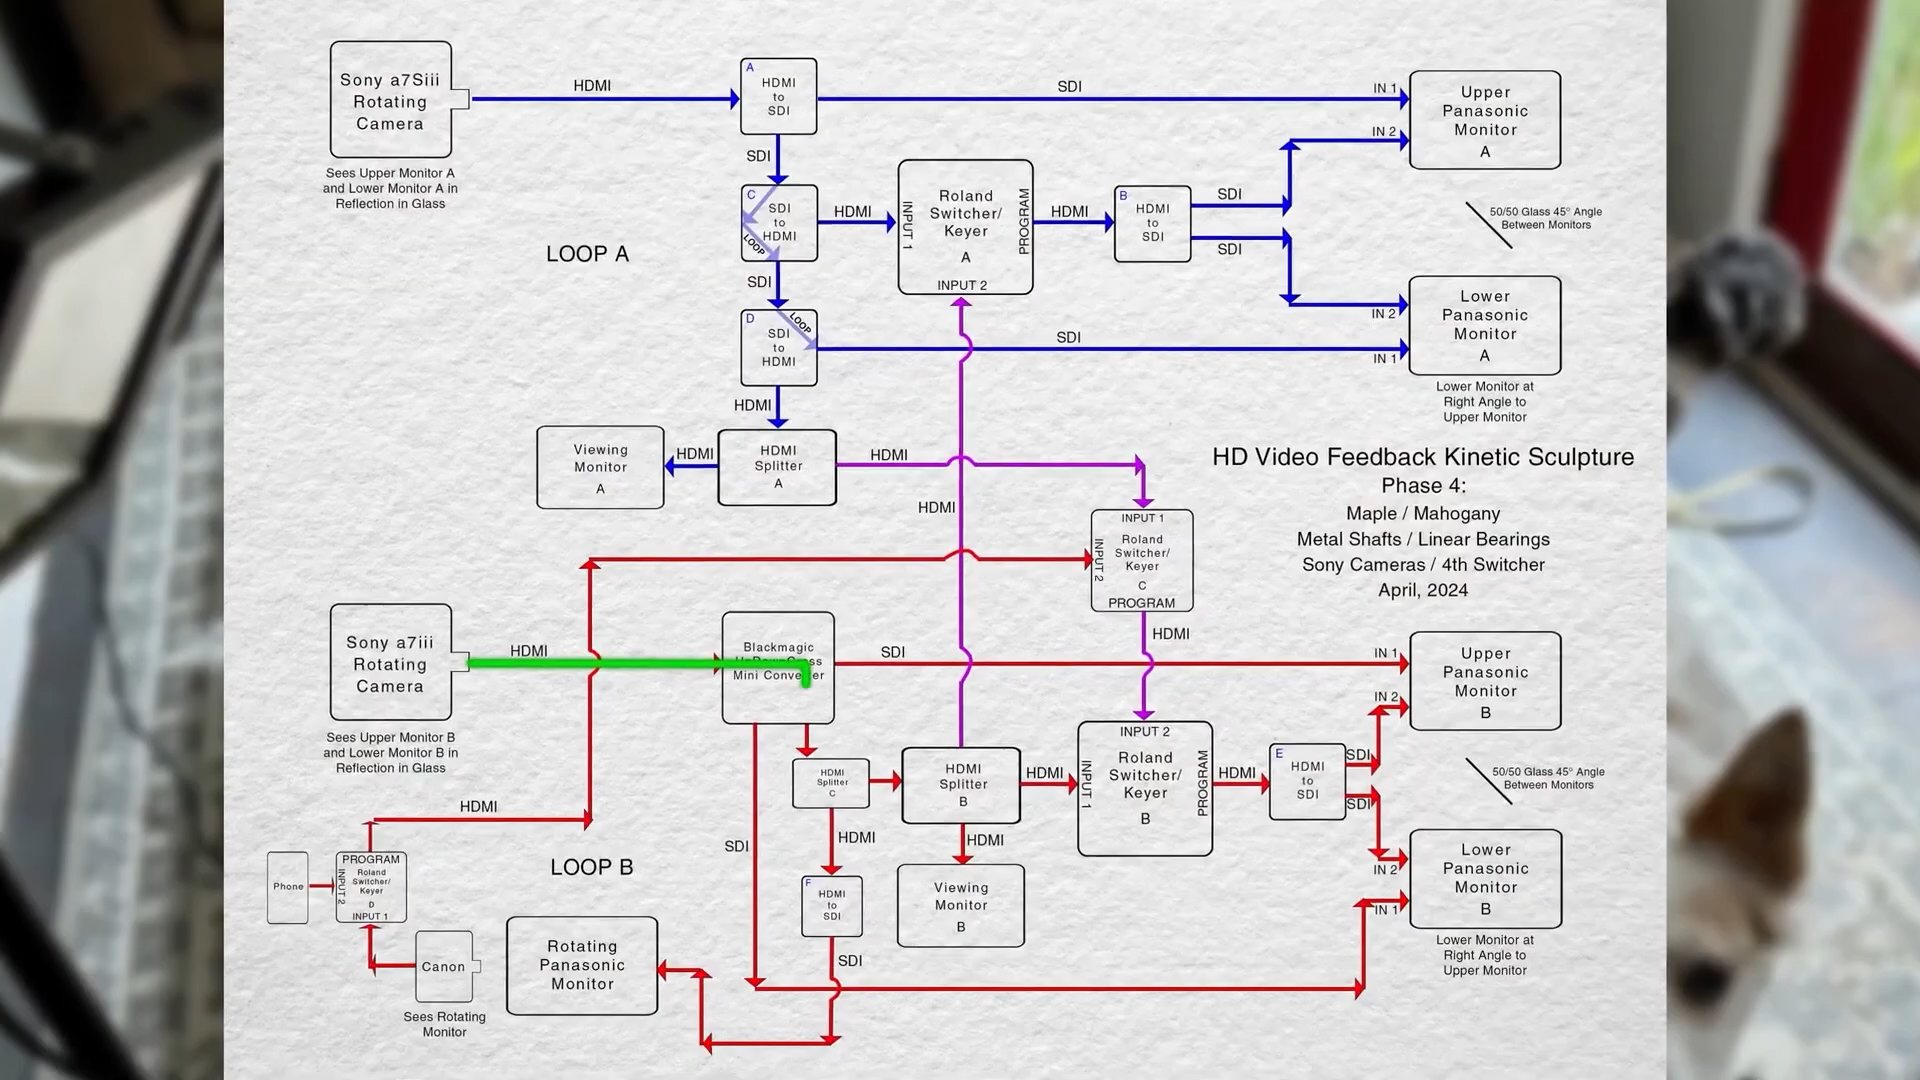 Sony a7Siii
Rotating
Camera
Sees Upper Monitor A
and Lower Monitor A in
Reflection in Glass
HDMI
A
HDMI
to
SDI
SDI
IN 1
IN 2
Upper
Panasonic
Monitor
A
SDI
C
SDI
to
HDMI
LOOP
HDMI
INPUT 1
Roland
Switcher/
Keyer
A
INPUT 2
PROGRAM
HDMI
B
HDMI
to
SDI
SDI
SDI
50/50 Glass 45° Angle
Between Monitors
LOOP A
SDI
D
LOOP
SDI
to
HDMI
SDI
IN 2
IN 1
Lower
Panasonic
Monitor
A
Lower Monitor at
Right Angle to
Upper Monitor
HDMI
Viewing
Monitor
A
HDMI
HDMI
Splitter
A
HDMI
HDMI
HD Video Feedback Kinetic Sculpture
Phase 4:
Maple / Mahogany
Metal Shafts / Linear Bearings
Sony Cameras / 4th Switcher
April, 2024
INPUT 1
INPUT 2
Roland
Switcher/
Keyer
C
PROGRAM
HDMI
Sony a7iii
Rotating
Camera
Sees Upper Monitor B
and Lower Monitor B in
Reflection in Glass
HDMI
Blackmagic
UpDownCross
Mini Converter
SDI
IN 1
IN 2
Upper
Panasonic
Monitor
B
HDMI
Splitter
C
HDMI
Splitter
B
HDMI
INPUT 2
INPUT 1
Roland
Switcher/
Keyer
B
PROGRAM
HDMI
E
HDMI
to
SDI
SDI
SDI
50/50 Glass 45° Angle
Between Monitors
HDMI
SDI
HDMI
HDMI
LOOP B
Phone
PROGRAM
INPUT 2
Roland
Switcher/
Keyer
D
INPUT 1
Canon
Sees Rotating
Monitor
Rotating
Panasonic
Monitor
F
HDMI
to
SDI
SDI
Viewing
Monitor
B
IN 2
IN 1
Lower
Panasonic
Monitor
B
Lower Monitor at
Right Angle to
Upper Monitor